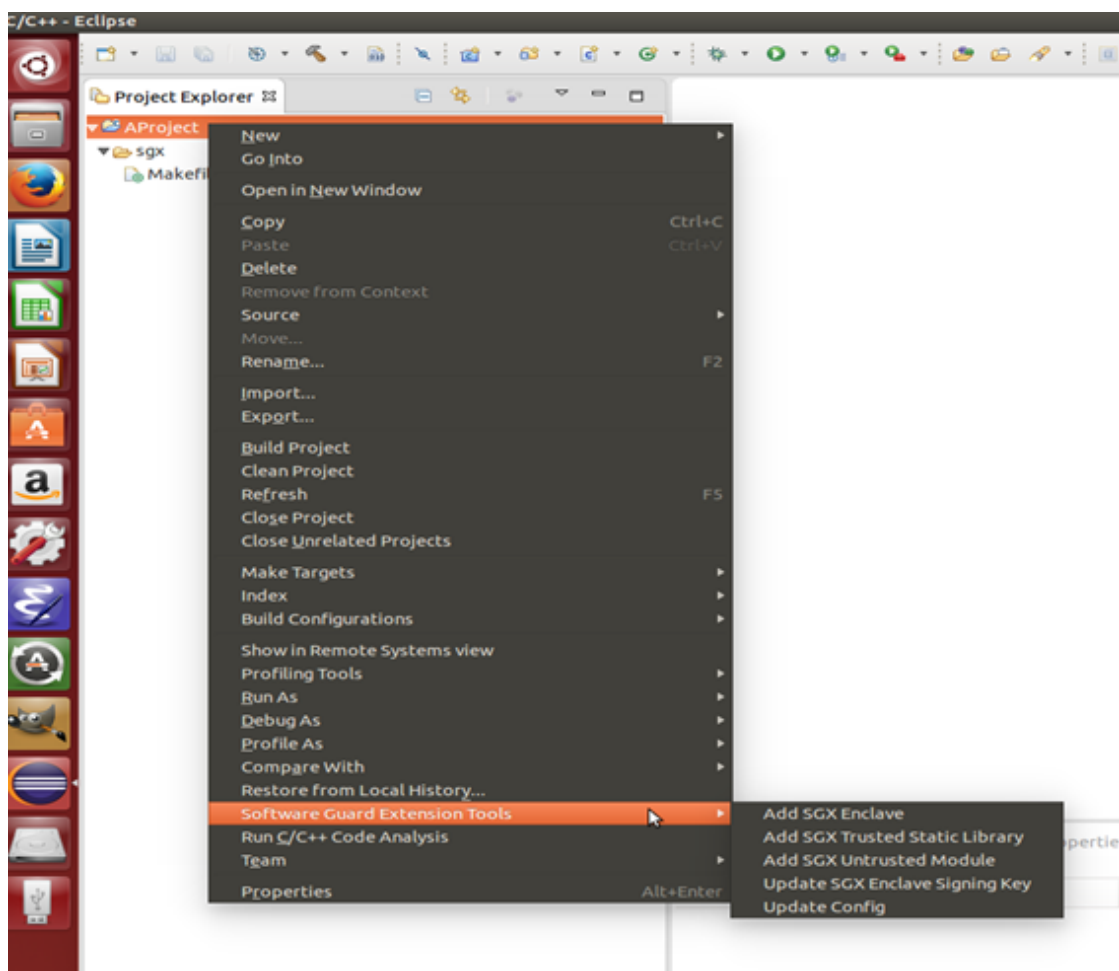 C/C++ - Eclipse
Project Explorer
AProject
sgx
Makefi
New
Go Into
Open in New Window
Copy Ctrl+C
Paste Ctrl+V
Delete
Remove from Context
Source
Move...
Rename... F2
Import...
Export...
Build Project
Clean Project
Refresh F5
Close Project
Close Unrelated Projects
Make Targets
Index
Build Configurations
Show in Remote Systems view
Profiling Tools
Run As
Debug As
Profile As
Compare With
Restore from Local History...
Software Guard Extension Tools
Run C/C++ Code Analysis
Team
Properties Alt+Enter
Add SGX Enclave
Add SGX Trusted Static Library
Add SGX Untrusted Module
Update SGX Enclave Signing Key
Update Config
opertie